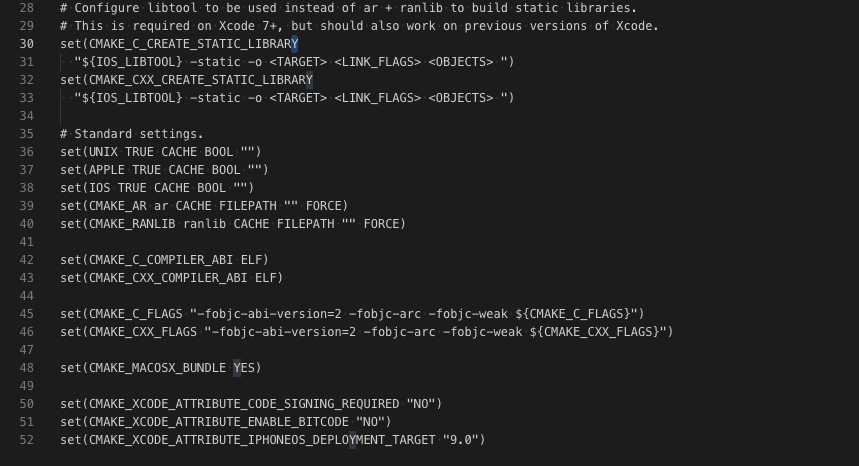 28 # Configure libtool to be used instead of ar + ranlib to build static libraries.
29 # This is required on Xcode 7+, but should also work on previous versions of Xcode.
30 set(CMAKE_C_CREATE_STATIC_LIBRARY
31   "${IOS_LIBTOOL} -static -o <TARGET> <LINK_FLAGS> <OBJECTS> ")
32 set(CMAKE_CXX_CREATE_STATIC_LIBRARY
33   "${IOS_LIBTOOL} -static -o <TARGET> <LINK_FLAGS> <OBJECTS> ")
34
35 # Standard settings.
36 set(UNIX TRUE CACHE BOOL "")
37 set(APPLE TRUE CACHE BOOL "")
38 set(IOS TRUE CACHE BOOL "")
39 set(CMAKE_AR ar CACHE FILEPATH "" FORCE)
40 set(CMAKE_RANLIB ranlib CACHE FILEPATH "" FORCE)
41
42 set(CMAKE_C_COMPILER_ABI ELF)
43 set(CMAKE_CXX_COMPILER_ABI ELF)
44
45 set(CMAKE_C_FLAGS "-fobjc-abi-version=2 -fobjc-arc -fobjc-weak ${CMAKE_C_FLAGS}")
46 set(CMAKE_CXX_FLAGS "-fobjc-abi-version=2 -fobjc-arc -fobjc-weak ${CMAKE_CXX_FLAGS}")
47
48 set(CMAKE_MACOSX_BUNDLE YES)
49
50 set(CMAKE_XCODE_ATTRIBUTE_CODE_SIGNING_REQUIRED "NO")
51 set(CMAKE_XCODE_ATTRIBUTE_ENABLE_BITCODE "NO")
52 set(CMAKE_XCODE_ATTRIBUTE_IPHONEOS_DEPLOYMENT_TARGET "9.0")